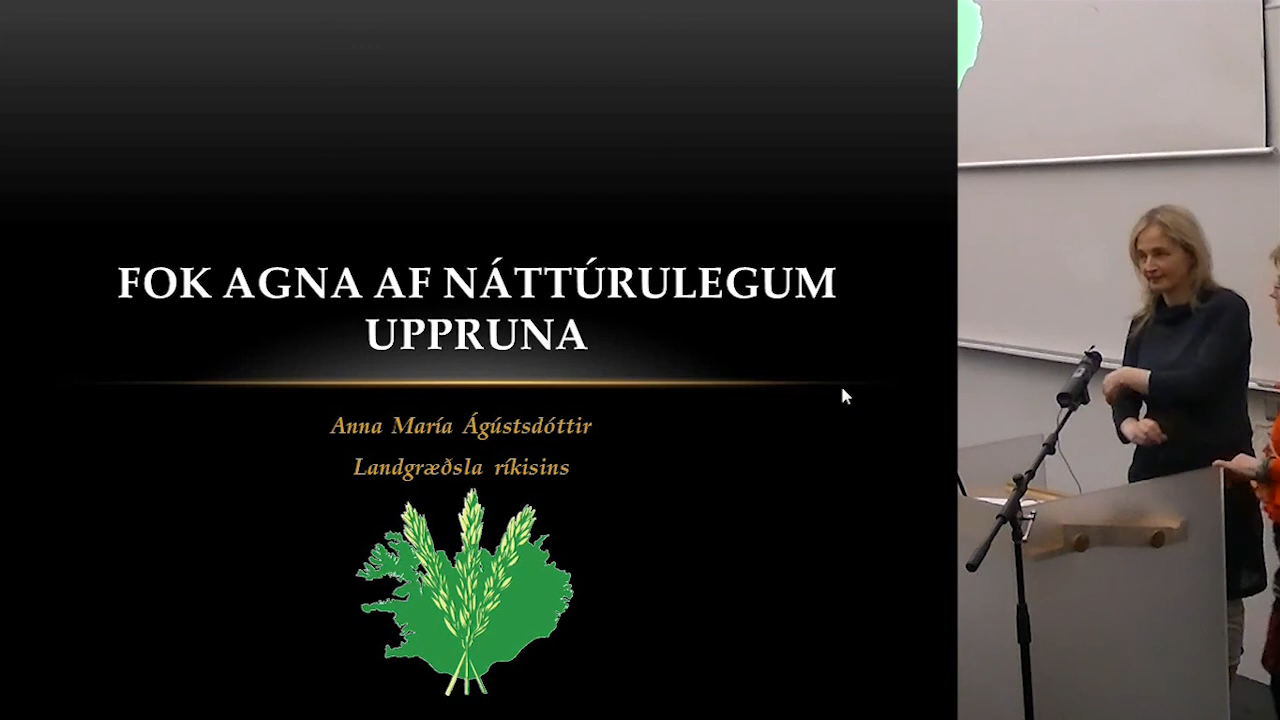 FOK AGNA AF NÁTTÚRULEGUM
UPPRUNA
Anna María Ágústsdóttir
Landgræðsla ríkisins